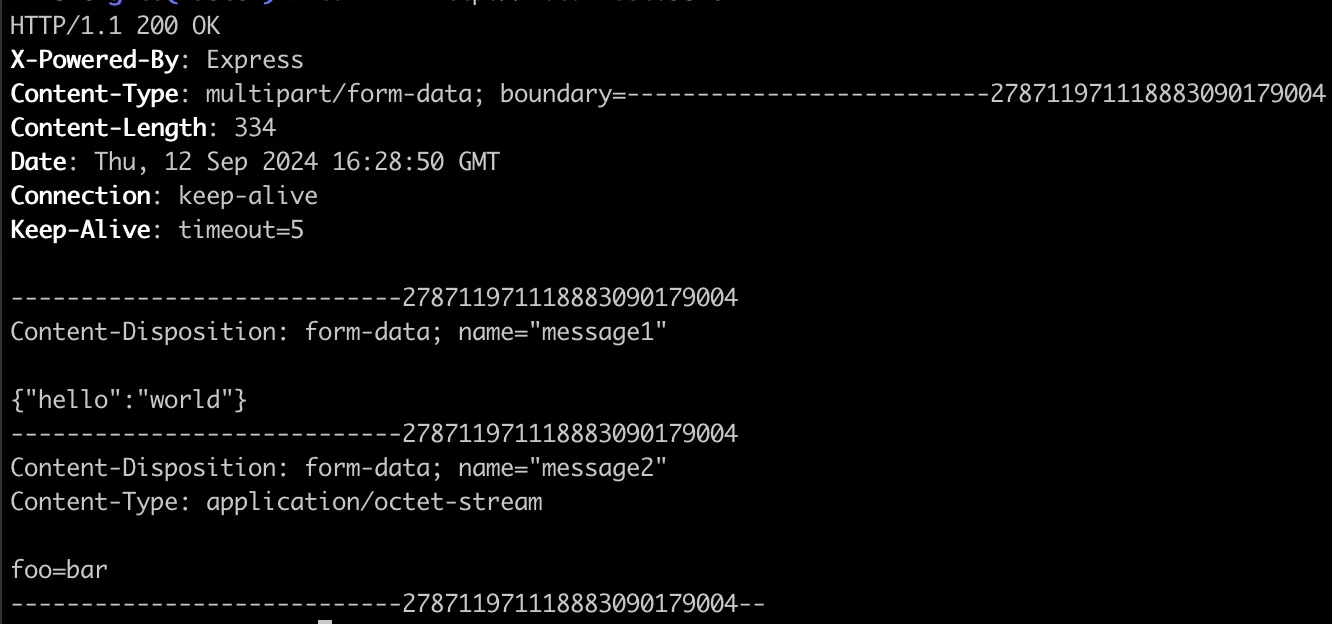 HTTP/1.1 200 OK
X-Powered-By: Express
Content-Type: multipart/form-data; boundary=--------------------------278711971118883090179004
Content-Length: 334
Date: Thu, 12 Sep 2024 16:28:50 GMT
Connection: keep-alive
Keep-Alive: timeout=5
----------------------------278711971118883090179004
Content-Disposition: form-data; name="message1"
{"hello":"world"}
----------------------------278711971118883090179004
Content-Disposition: form-data; name="message2"
Content-Type: application/octet-stream
foo=bar
----------------------------278711971118883090179004--